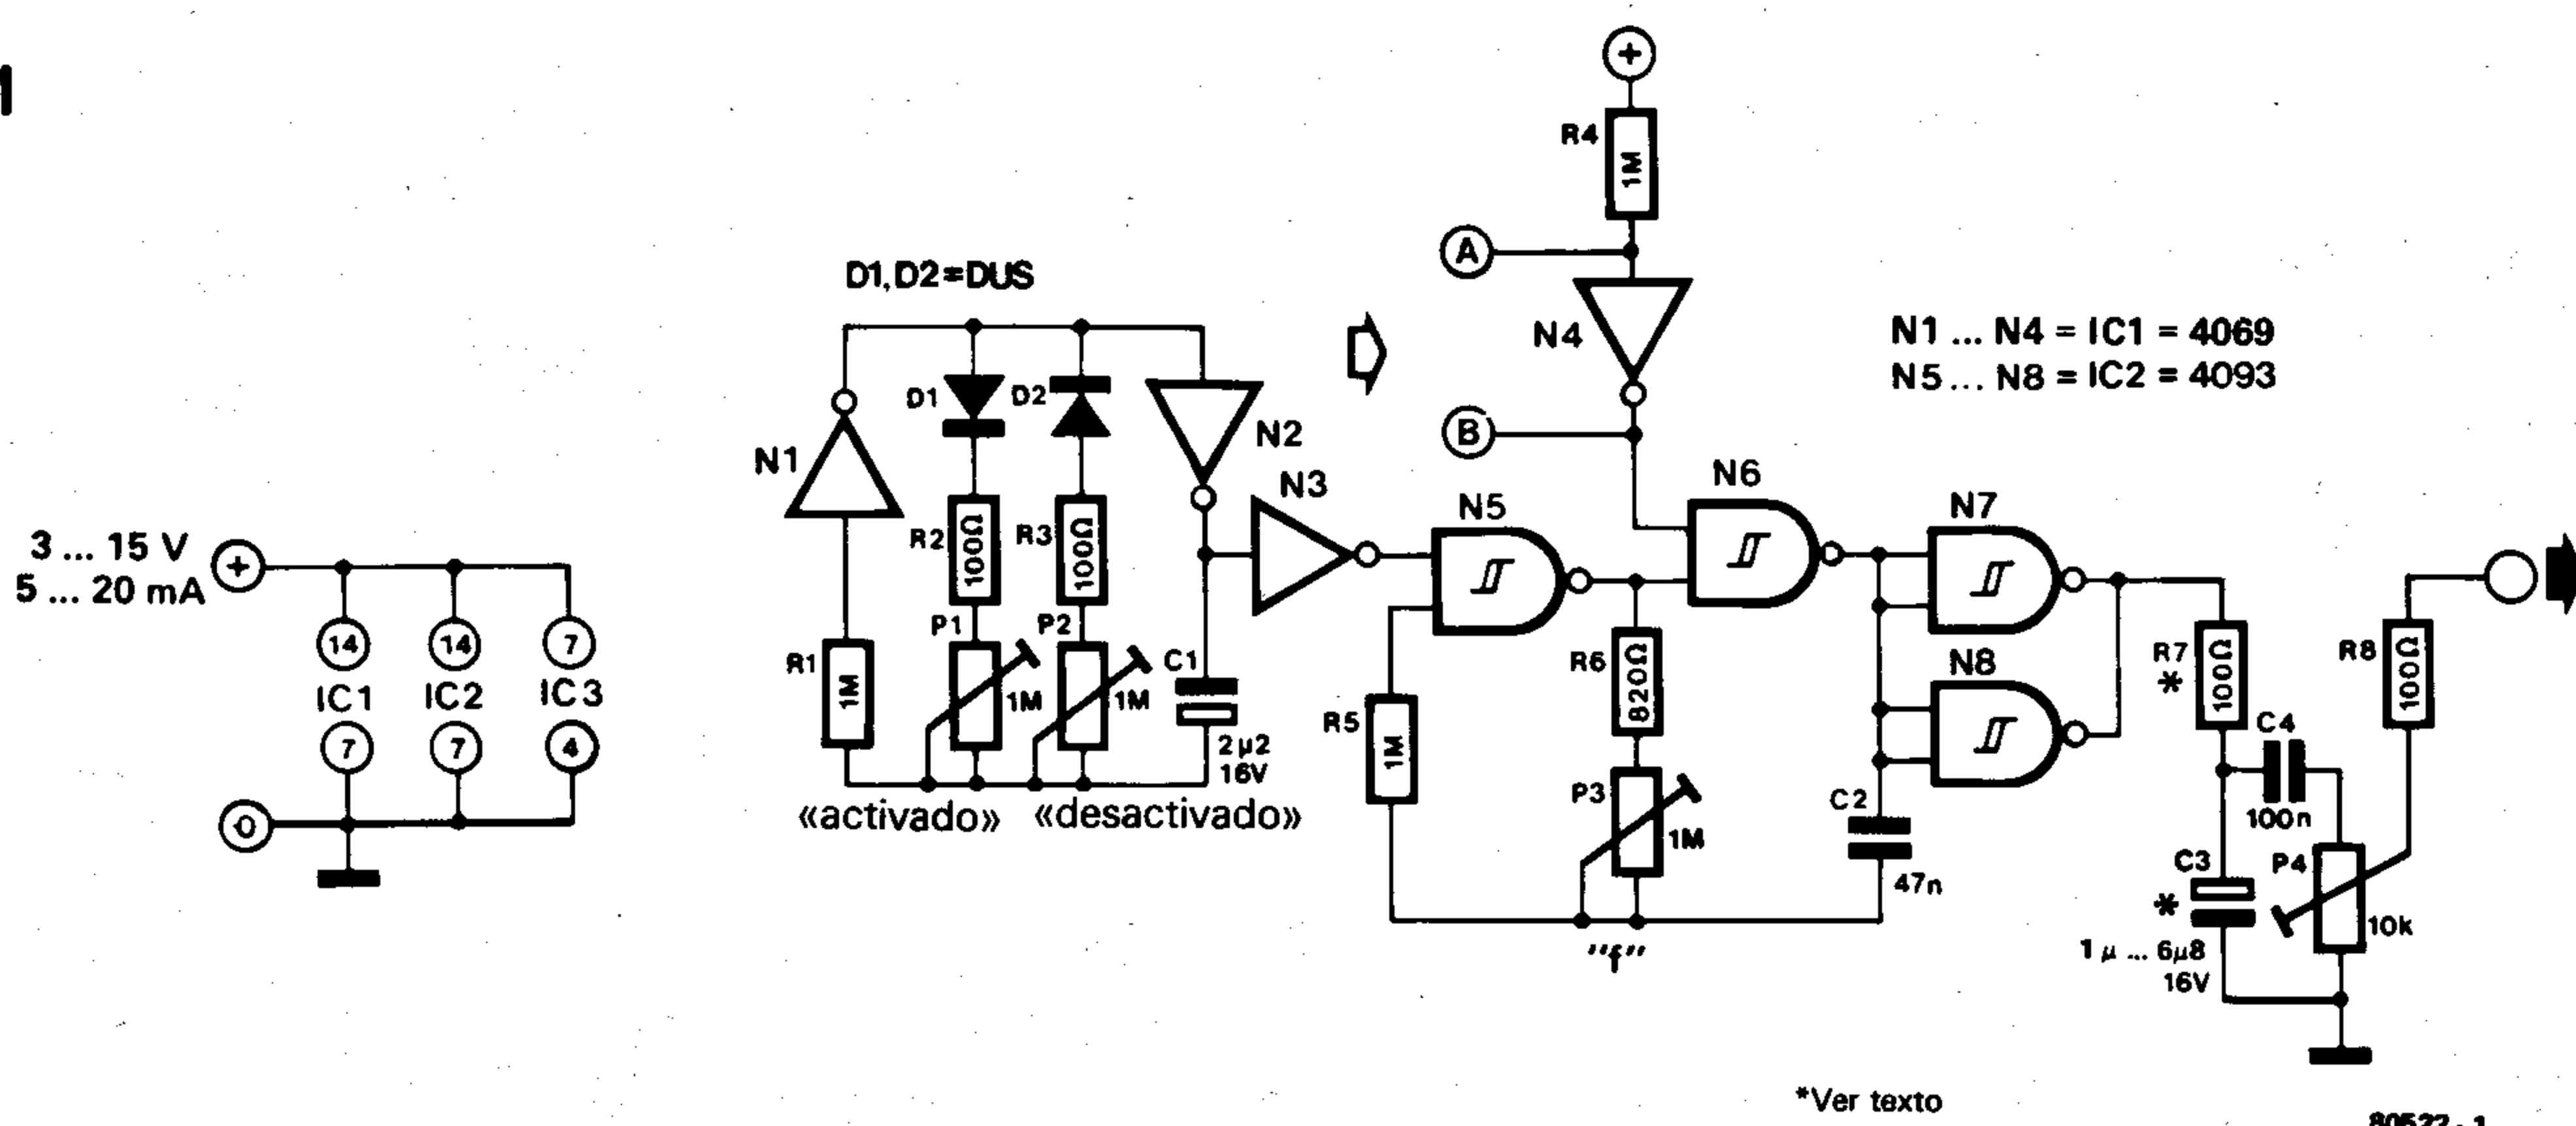 +
R4
1M
A
D1,D2=DUS
N4
N1 ... N4 = IC1 = 4069
N5 ... N8 = IC2 = 4093
D1
D2
B
N2
N1
N6
N3
N5
N7
3 ... 15 V
5 ... 20 mA
+
R2
100Ω
R3
100Ω
14
14
7
P1
P2
R1
1M
1M
1M
C1
2µ2
16V
R6
820Ω
N8
R7
*
100Ω
R8
100Ω
IC1
IC2
IC3
7
7
4
R5
1M
C4
100n
P3
1M
C2
47n
0
«activado»
«desactivado»
C3
*
1 µ ... 6µ8
16V
P4
10k
"f"
*Ver texto
80522 - 1